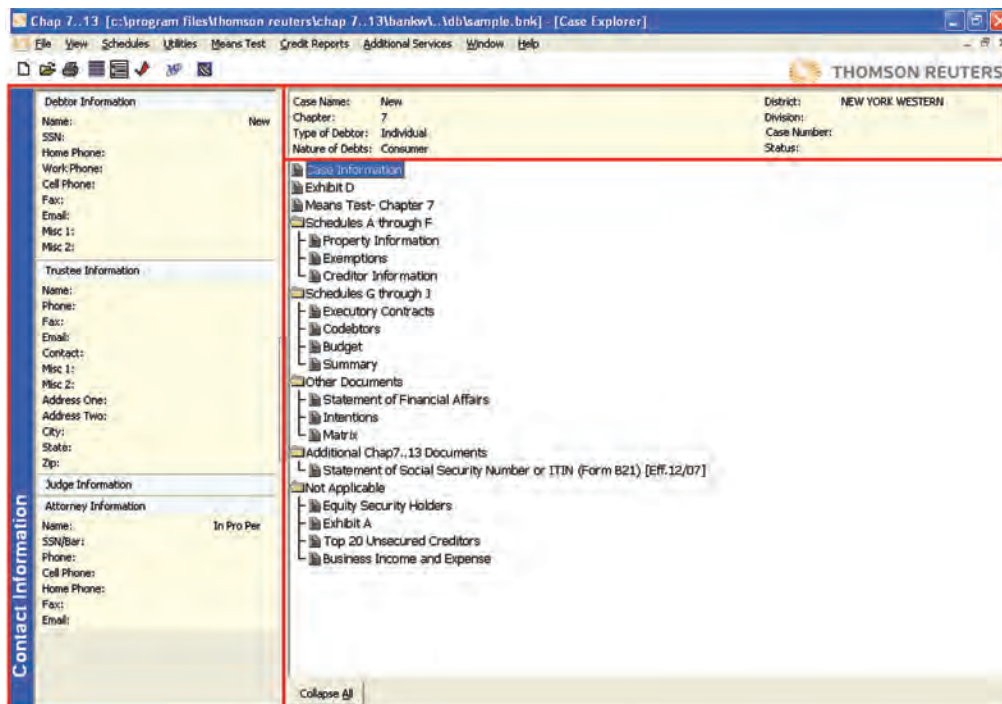 Chap 7..13 [c:\program files\thomson reuters\chap 7..13\bankw\..\db\sample.bnk] - [Case Explorer]
File View Schedules Utilities Means Test Credit Reports Additional Services Window Help
THOMSON REUTERS
Contact Information
Debtor Information
Name: New
SSN:
Home Phone:
Work Phone:
Cell Phone:
Fax:
Email:
Misc 1:
Misc 2:
Trustee Information
Name:
Phone:
Fax:
Email:
Contact:
Misc 1:
Misc 2:
Address One:
Address Two:
City:
State:
Zip:
Judge Information
Attorney Information
Name: In Pro Per
SSN/Bar:
Phone:
Cell Phone:
Home Phone:
Fax:
Email:
Case Name: New
Chapter: 7
Type of Debtor: Individual
Nature of Debts: Consumer
District: NEW YORK WESTERN
Division:
Case Number:
Status:
Case Information
Exhibit D
Means Test- Chapter 7
Schedules A through F
Property Information
Exemptions
Creditor Information
Schedules G through J
Executory Contracts
Codebtors
Budget
Summary
Other Documents
Statement of Financial Affairs
Intentions
Matrix
Additional Chap7..13 Documents
Statement of Social Security Number or ITIN (Form B21) [Eff.12/07]
Not Applicable
Equity Security Holders
Exhibit A
Top 20 Unsecured Creditors
Business Income and Expense
Collapse All